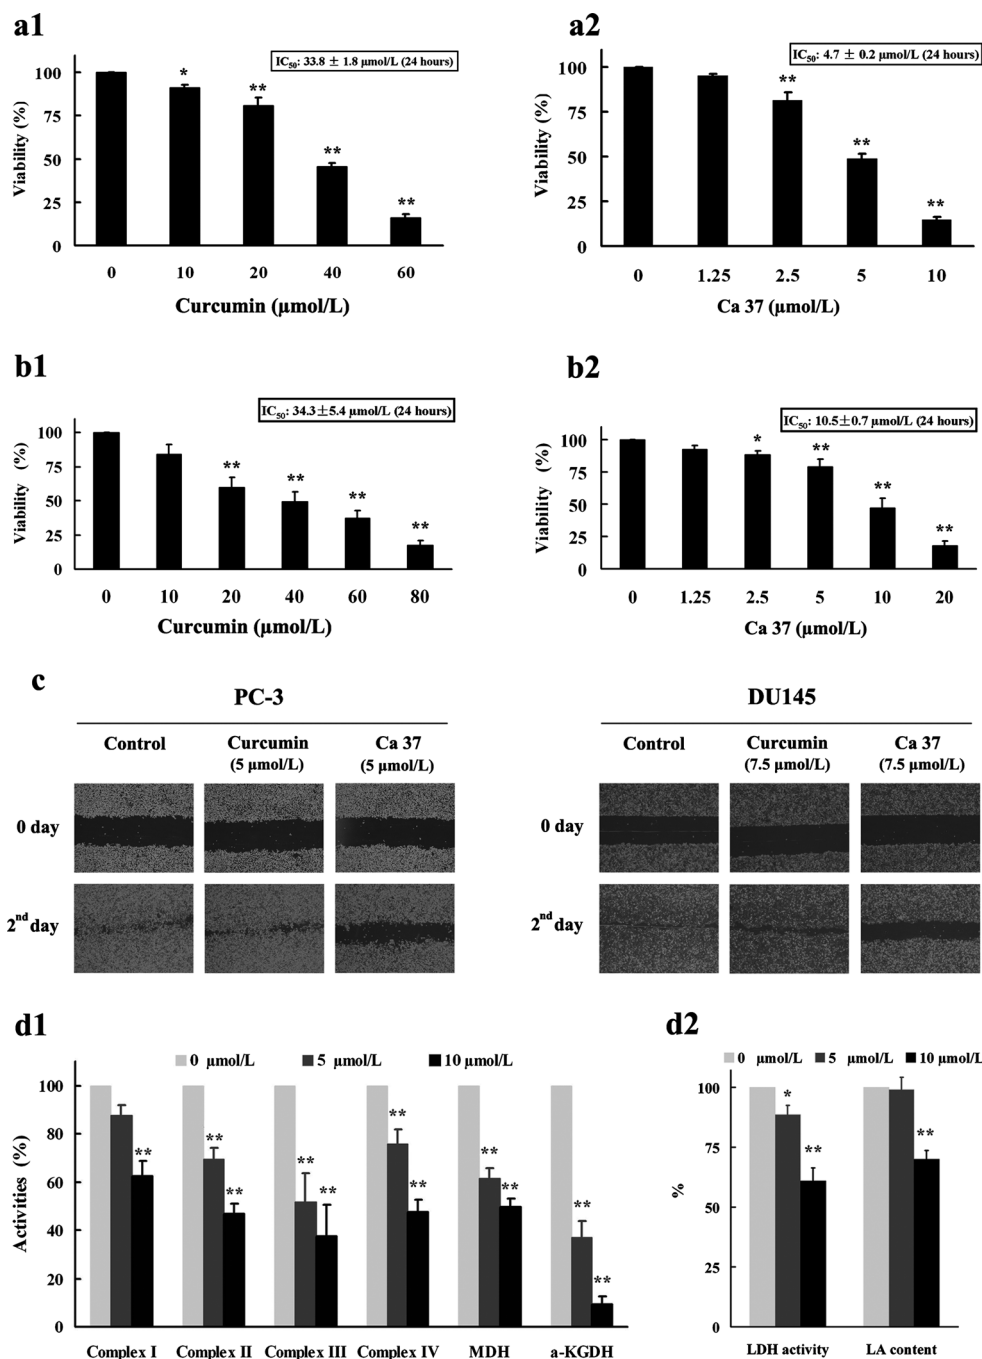 a1
IC50: 33.8 ± 1.8 µmol/L (24 hours)
Viability (%)
100
75
50
25
0
*
**
**
**
0 10 20 40 60
Curcumin (µmol/L)
a2
IC50: 4.7 ± 0.2 µmol/L (24 hours)
Viability (%)
100
75
50
25
0
**
**
**
0 1.25 2.5 5 10
Ca 37 (µmol/L)
b1
IC50: 34.3±5.4 µmol/L (24 hours)
Viability (%)
100
75
50
25
0
**
**
**
**
0 10 20 40 60 80
Curcumin (µmol/L)
b2
IC50: 10.5±0.7 µmol/L (24 hours)
Viability (%)
100
75
50
25
0
*
**
**
**
0 1.25 2.5 5 10 20
Ca 37 (µmol/L)
c
PC-3
Control
Curcumin
(5 µmol/L)
Ca 37
(5 µmol/L)
0 day
2nd day
DU145
Control
Curcumin
(7.5 µmol/L)
Ca 37
(7.5 µmol/L)
0 day
2nd day
d1
0 µmol/L 5 µmol/L 10 µmol/L
Activities (%)
100
80
60
40
20
0
**
**
**
**
**
**
**
**
**
**
**
Complex I Complex II Complex III Complex IV MDH a-KGDH
d2
0 µmol/L 5 µmol/L 10 µmol/L
%
100
75
50
25
0
*
**
**
LDH activity LA content